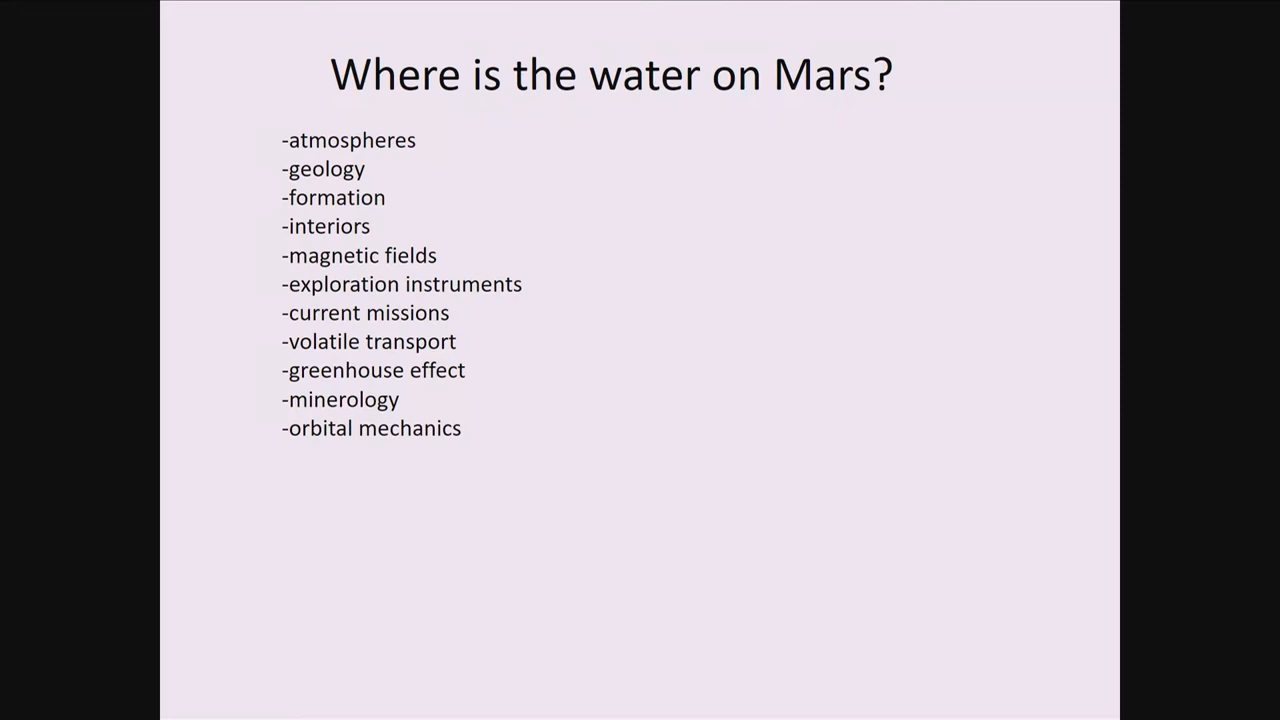 Where is the water on Mars?
-atmospheres
-geology
-formation
-interiors
-magnetic fields
-exploration instruments
-current missions
-volatile transport
-greenhouse effect
-minerology
-orbital mechanics